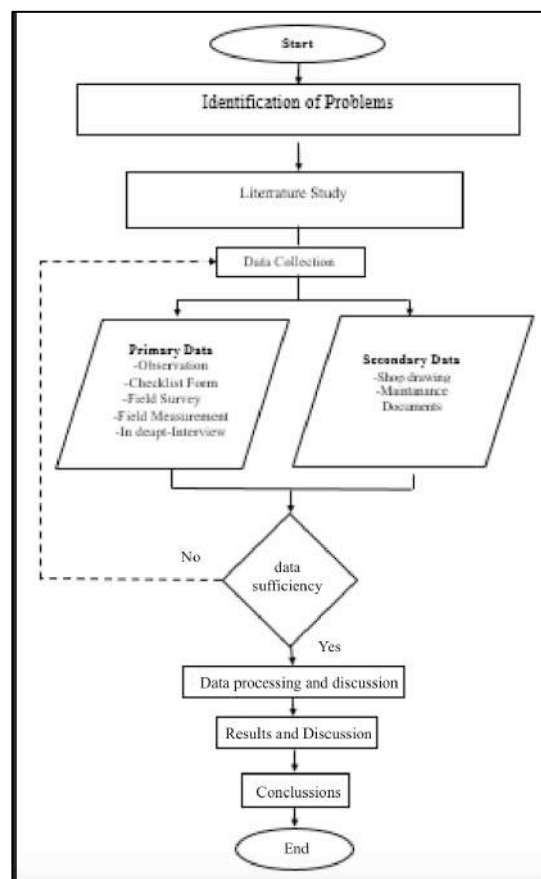 Start
Identification of Problems
Literrature Study
Data Collection
Primary Data
-Observation
-Checklist Form
-Field Survey
-Field Measurement
-In deapt-Interview
Secondary Data
-Shop drawing
-Maintanance
Documents
No
data
sufficiency
Yes
Data processing and discussion
Results and Discussion
Conclussions
End